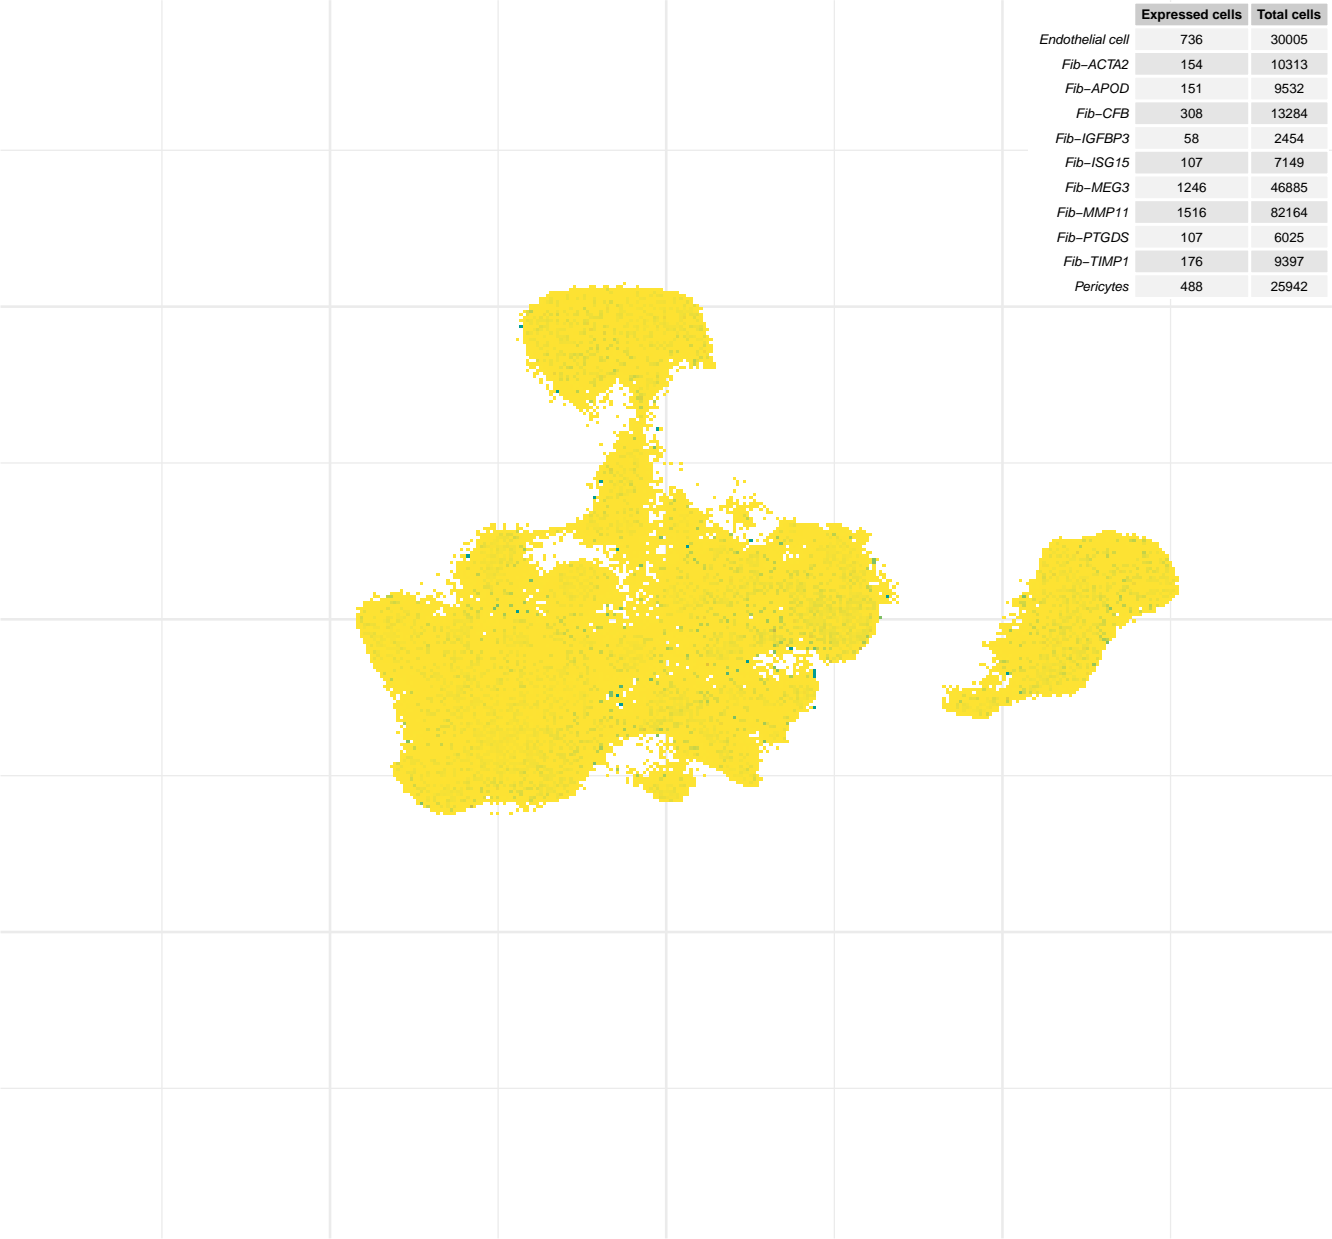 Expressed cells Total cells
Endothelial cell 736 30005
Fib−ACTA2 154 10313
Fib−APOD 151 9532
Fib−CFB 308 13284
Fib−IGFBP3 58 2454
Fib−ISG15 107 7149
Fib−MEG3 1246 46885
Fib−MMP11 1516 82164
Fib−PTGDS 107 6025
Fib−TIMP1 176 9397
Pericytes 488 25942